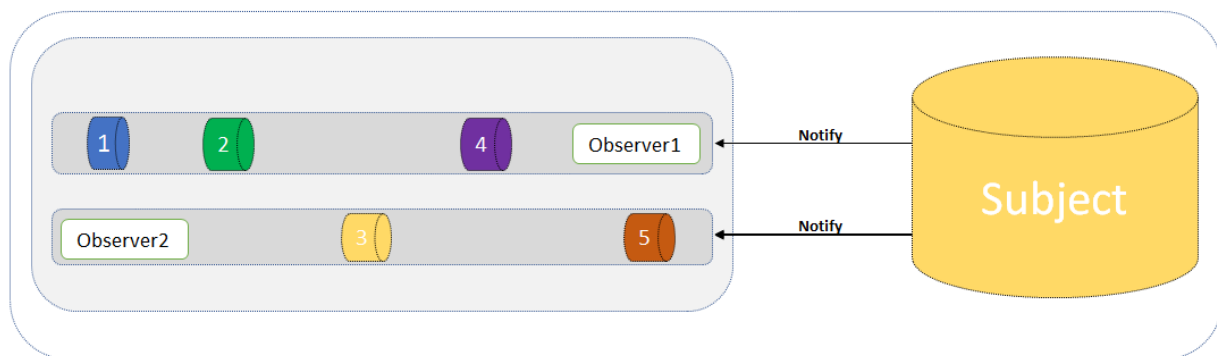 1
2
4
Observer1
Notify
Subject
Observer2
3
5
Notify